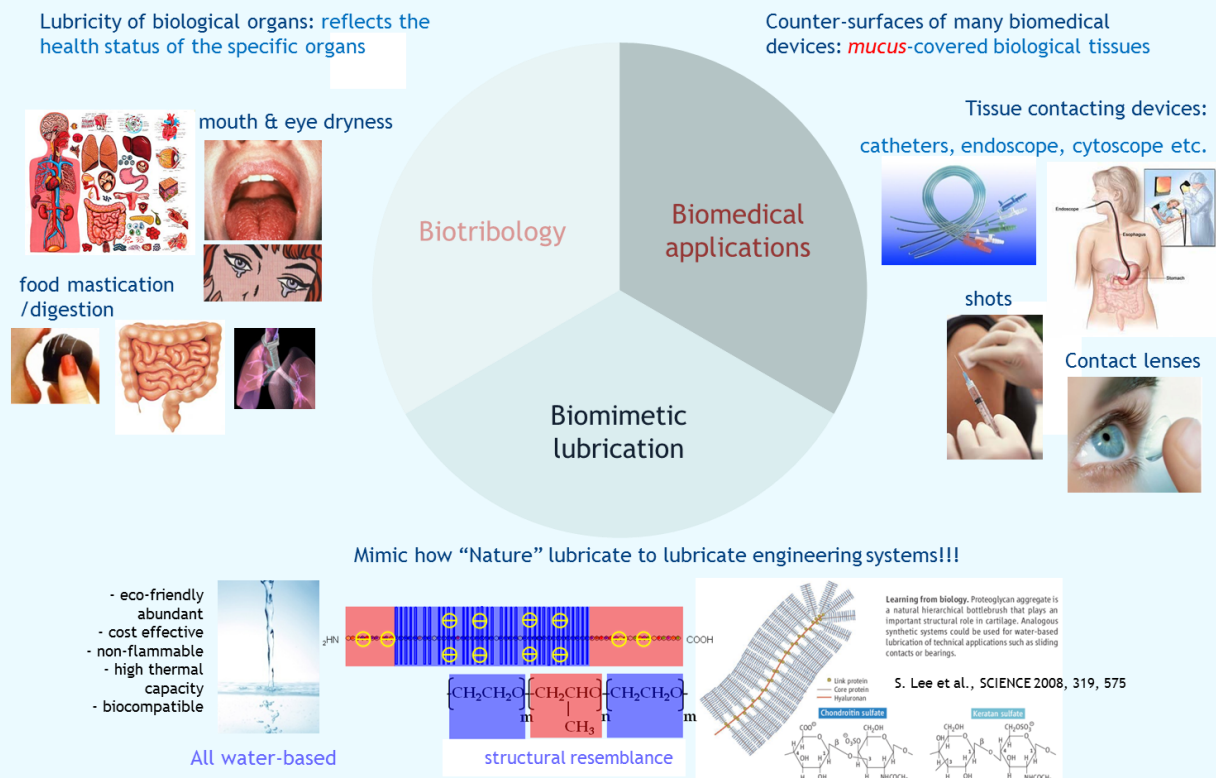 Lubricity of biological organs: reflects the
health status of the specific organs
Counter-surfaces of many biomedical
devices: mucus-covered biological tissues
mouth & eye dryness
food mastication
/digestion
Tissue contacting devices:
catheters, endoscope, cytoscope etc.
Endoscope
Esophagus
Stomach
shots
Contact lenses
Biotribology
Biomedical
applications
Biomimetic
lubrication
Mimic how “Nature” lubricate to lubricate engineering systems!!!
- eco-friendly
abundant
- cost effective
- non-flammable
- high thermal
capacity
- biocompatible
All water-based
2HN
COOH
CH2CH2O
m
CH2CHO
CH3
n
CH2CH2O
m
structural resemblance
Learning from biology. Proteoglycan aggregate is
a natural hierarchical bottlebrush that plays an
important structural role in cartilage. Analogous
synthetic systems could be used for water-based
lubrication of technical applications such as sliding
contacts or bearings.
S. Lee et al., SCIENCE 2008, 319, 575
Link protein
Core protein
Hyaluronan
Chondroitin sulfate
Keratan sulfate